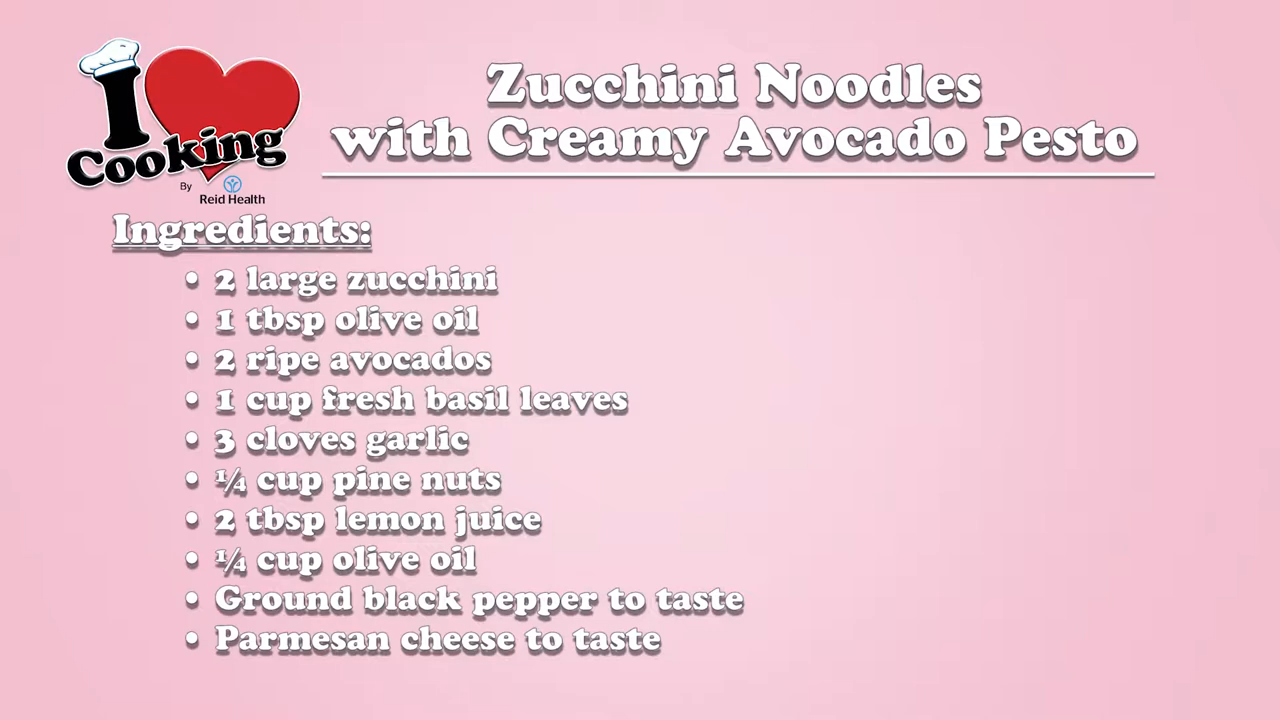 I
Cooking
By
Reid Health
Zucchini Noodles
with Creamy Avocado Pesto
Ingredients:
• 2 large zucchini
• 1 tbsp olive oil
• 2 ripe avocados
• 1 cup fresh basil leaves
• 3 cloves garlic
• ¼ cup pine nuts
• 2 tbsp lemon juice
• ¼ cup olive oil
• Ground black pepper to taste
• Parmesan cheese to taste